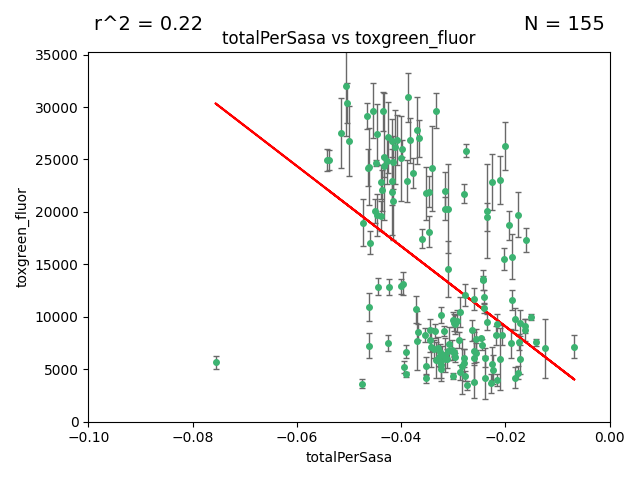 r^2 = 0.22
N = 155
totalPerSasa vs toxgreen_fluor
toxgreen_fluor
35000
30000
25000
20000
15000
10000
5000
0
−0.10
−0.08
−0.06
−0.04
−0.02
0.00
totalPerSasa